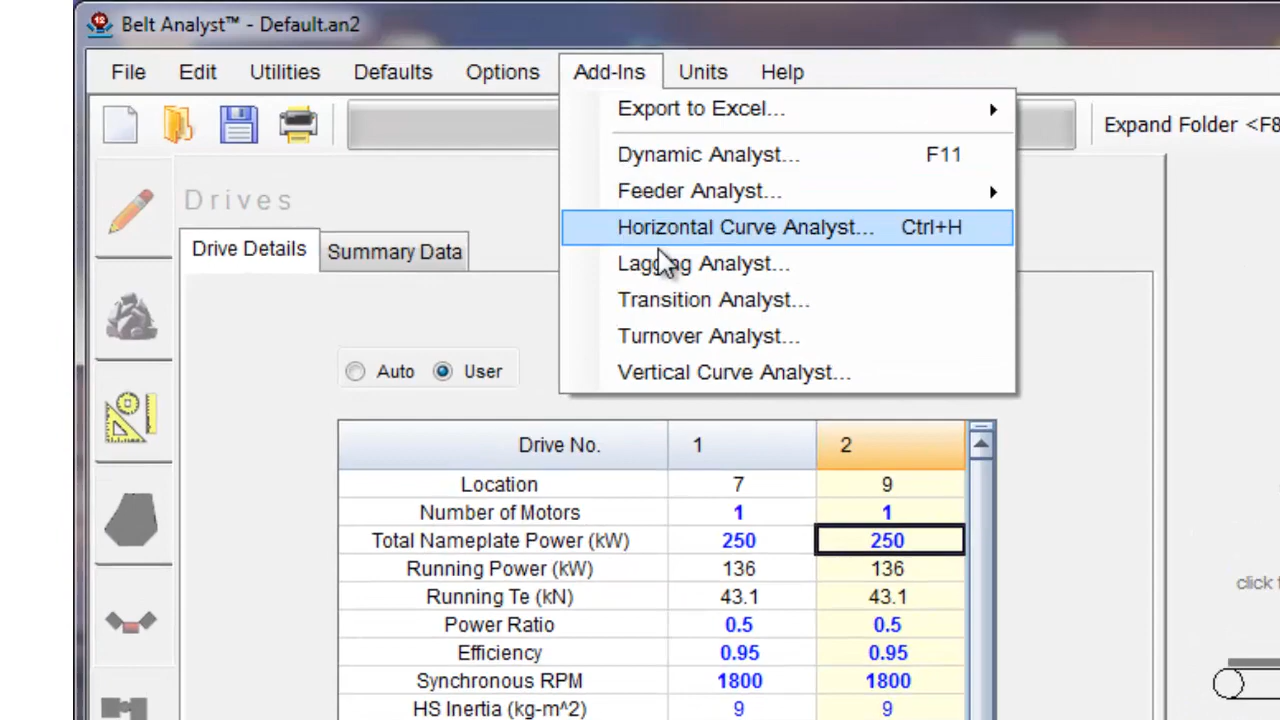 Belt Analyst™ - Default.an2
File Edit Utilities Defaults Options Add-Ins Units Help
Export to Excel...
Expand Folder <F8
Dynamic Analyst... F11
Feeder Analyst...
Horizontal Curve Analyst... Ctrl+H
Lagging Analyst...
Transition Analyst...
Turnover Analyst...
Vertical Curve Analyst...
Drives
Drive Details Summary Data
Auto User
Drive No. 1 2
Location 7 9
Number of Motors 1 1
Total Nameplate Power (kW) 250 250
Running Power (kW) 136 136
Running Te (kN) 43.1 43.1
Power Ratio 0.5 0.5
Efficiency 0.95 0.95
Synchronous RPM 1800 1800
HS Inertia (kg-m^2) 9 9
click